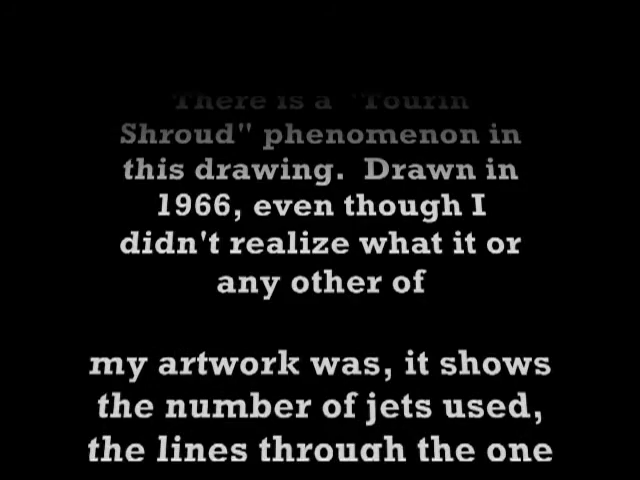 There is a "Tourin
Shroud" phenomenon in
this drawing. Drawn in
1966, even though I
didn't realize what it or
any other of
my artwork was, it shows
the number of jets used,
the lines through the one